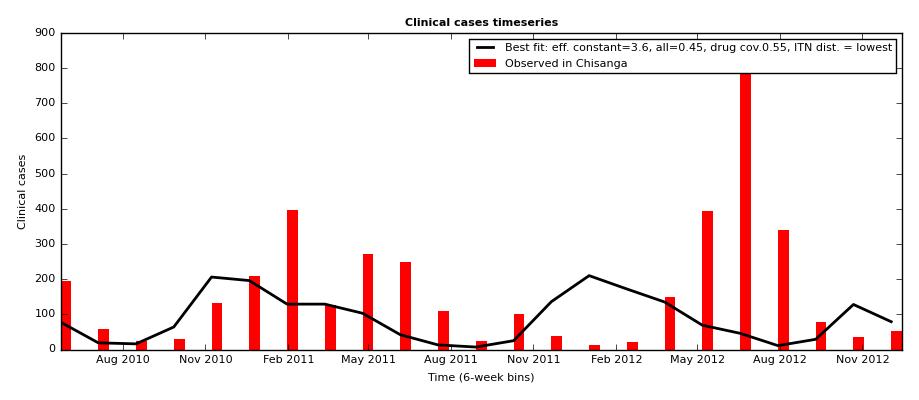 Clinical cases timeseries
900
800
700
600
500
400
300
200
100
0
Clinical cases
Best fit: eff. constant=3.6, all=0.45, drug cov.0.55, ITN dist. = lowest
Observed in Chisanga
Aug 2010 Nov 2010 Feb 2011 May 2011 Aug 2011 Nov 2011 Feb 2012 May 2012 Aug 2012 Nov 2012
Time (6-week bins)